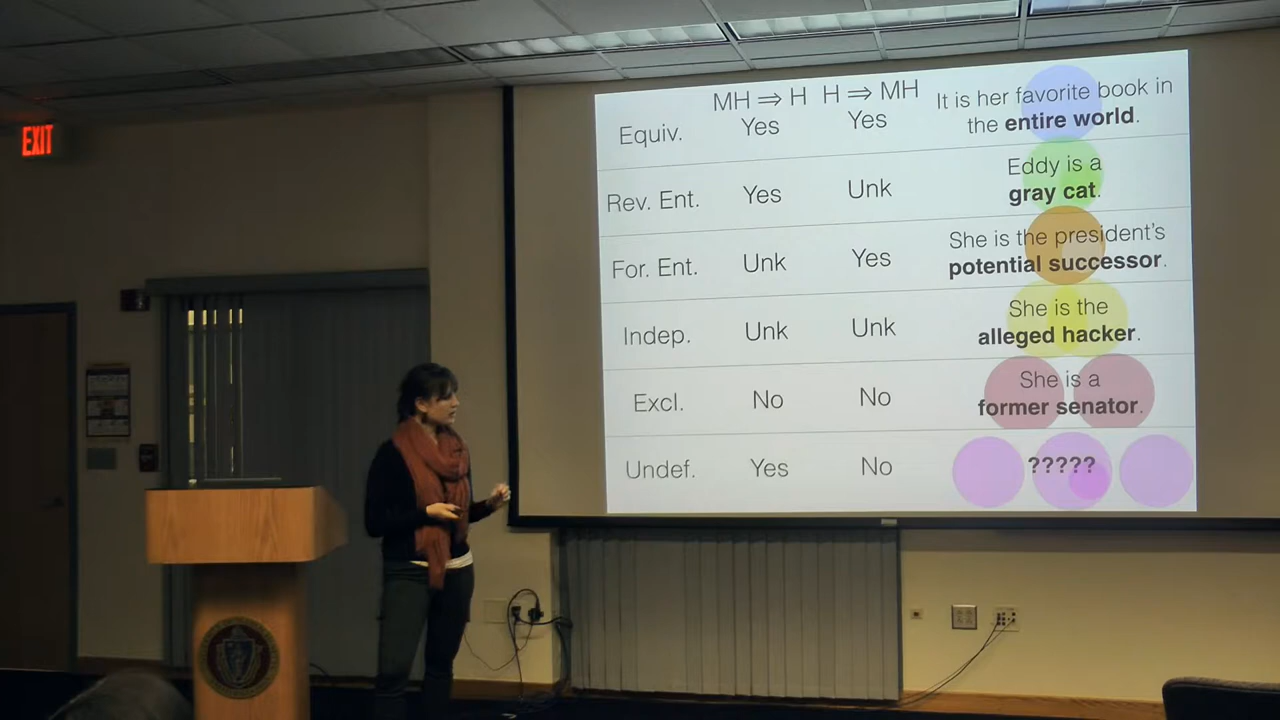 EXIT
MH ⇒ H H ⇒ MH
Equiv. Yes Yes It is her favorite book in
the entire world.
Rev. Ent. Yes Unk Eddy is a
gray cat.
For. Ent. Unk Yes She is the president's
potential successor.
Indep. Unk Unk She is the
alleged hacker.
Excl. No No She is a
former senator.
Undef. Yes No ?????